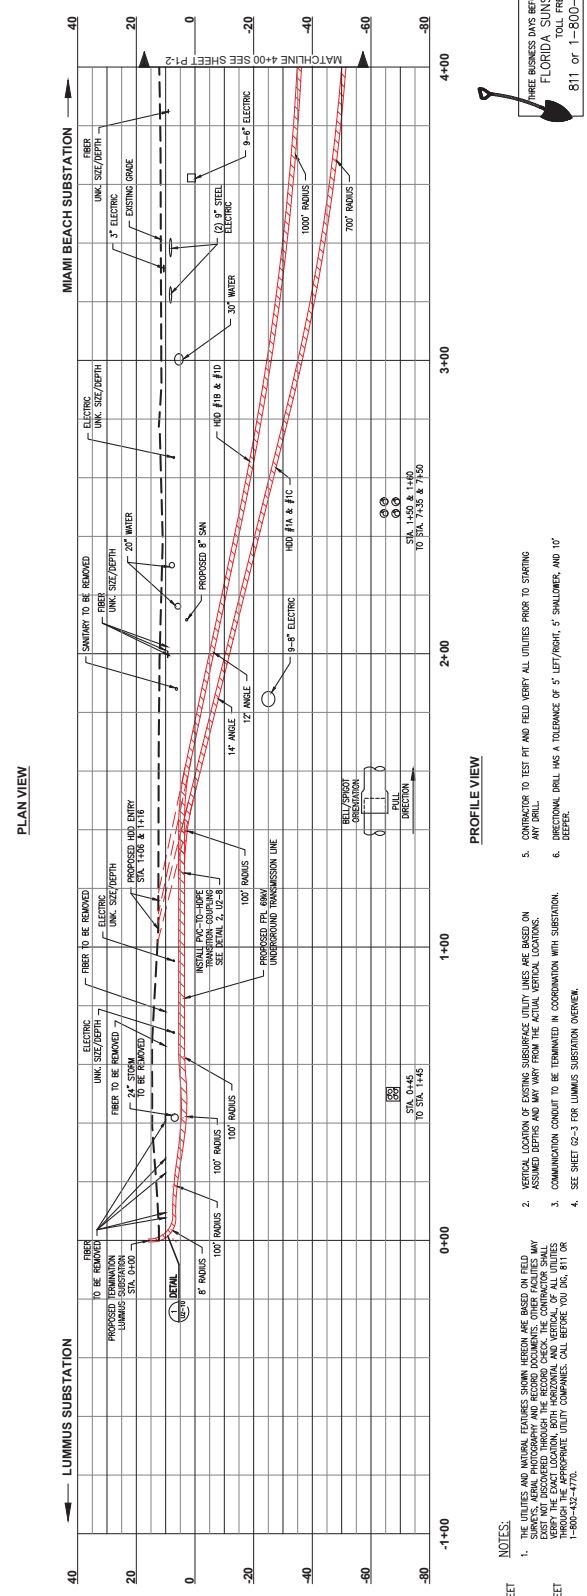 PLAN VIEW
LUMMUS SUBSTATION
MIAMI BEACH SUBSTATION
40
20
0
-20
-40
-60
-80
40
20
0
-20
-40
-60
-80
-1+00
0+00
1+00
2+00
3+00
4+00
MATCHLINE 4+00 SEE SHEET P1-2
FIBER
TO BE REMOVED
PROPOSED TERMINATION
LUMMUS SUBSTATION
STA. 0+00
1
U2-10
DETAIL
8' RADIUS
100' RADIUS
100' RADIUS
100' RADIUS
24" STORM
TO BE REMOVED
FIBER TO BE REMOVED
ELECTRIC
UNK. SIZE/DEPTH
FIBER TO BE REMOVED
ELECTRIC
UNK. SIZE/DEPTH
PROPOSED HDD ENTRY
STA. 1+06 & 1+16
INSTALL PVC-TO-HDPE
TRANSITION COUPLING
SEE DETAIL 2, U2-8
100' RADIUS
PROPOSED FPL 69kV
UNDERGROUND TRANSMISSION LINE
SANITARY TO BE REMOVED
FIBER
UNK. SIZE/DEPTH
20" WATER
PROPOSED 8" SAN
14° ANGLE
12° ANGLE
9-8" ELECTRIC
ELECTRIC
UNK. SIZE/DEPTH
HDD #1B & #1D
HDD #1A & #1C
30" WATER
3" ELECTRIC
EXISTING GRADE
(2) 9" STEEL
ELECTRIC
9-6" ELECTRIC
FIBER
UNK. SIZE/DEPTH
1000' RADIUS
700' RADIUS
STA. 0+45
TO STA. 1+45
BELL/SPIGOT
ORIENTATION
PULL
DIRECTION
STA. 1+50 & 1+60
TO STA. 7+35 & 7+50
PROFILE VIEW
NOTES:
1. THE UTILITIES AND NATURAL FEATURES SHOWN HEREON ARE BASED ON FIELD
SURVEYS, AERIAL PHOTOGRAPHY AND RECORD DOCUMENTS. OTHER FACILITIES MAY
EXIST NOT DISCOVERED THROUGH THE RECORD CHECK. THE CONTRACTOR SHALL
VERIFY THE EXACT LOCATION, BOTH HORIZONTAL AND VERTICAL, OF ALL UTILITIES
THROUGH THE APPROPRIATE UTILITY COMPANIES. CALL BEFORE YOU DIG, 811 OR
1-800-432-4770.
2. VERTICAL LOCATION OF EXISTING SUBSURFACE UTILITY LINES ARE BASED ON
ASSUMED DEPTHS AND MAY VARY FROM THE ACTUAL VERTICAL LOCATIONS.
3. COMMUNICATION CONDUIT TO BE TERMINATED IN COORDINATION WITH SUBSTATION.
4. SEE SHEET G2-3 FOR LUMMUS SUBSTATION OVERVIEW.
5. CONTRACTOR TO TEST PIT AND FIELD VERIFY ALL UTILITIES PRIOR TO STARTING
ANY DRILL.
6. DIRECTIONAL DRILL HAS A TOLERANCE OF 5' LEFT/RIGHT, 5' SHALLOWER, AND 10'
DEEPER.
THREE BUSINESS DAYS BEF
FLORIDA SUNS
TOLL FRE
811 or 1-800-
EET
EET